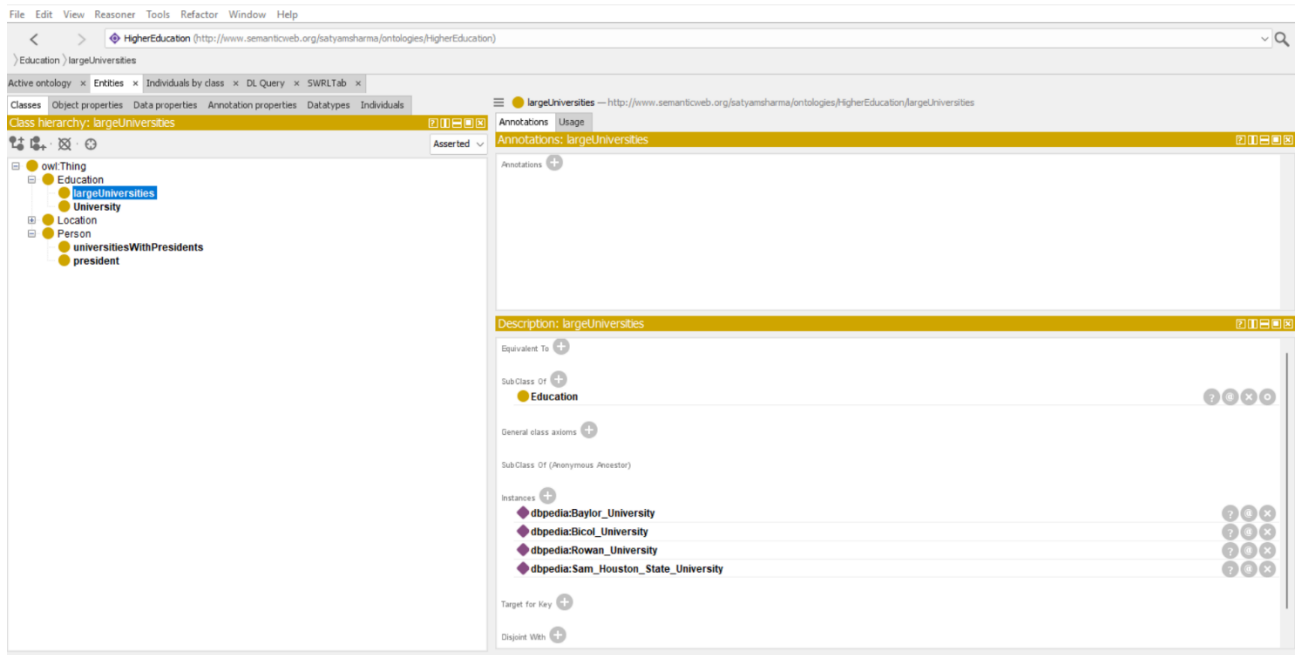 File Edit View Reasoner Tools Refactor Window Help
< > HigherEducation (http://www.semanticweb.org/satyamsharma/ontologies/HigherEducation)
Education largeUniversities
Active ontology × Entities × Individuals by class × DL Query × SWRLTab ×
Classes Object properties Data properties Annotation properties Datatypes Individuals
Class hierarchy: largeUniversities
Asserted
owl:Thing
Education
largeUniversities
University
Location
Person
universitiesWithPresidents
president
largeUniversities — http://www.semanticweb.org/satyamsharma/ontologies/HigherEducation/largeUniversities
Annotations Usage
Annotations: largeUniversities
Annotations
Description: largeUniversities
Equivalent To
SubClass Of
Education
General class axioms
SubClass Of (Anonymous Ancestor)
Instances
dbpedia:Baylor_University
dbpedia:Bicol_University
dbpedia:Rowan_University
dbpedia:Sam_Houston_State_University
Target for Key
Disjoint With